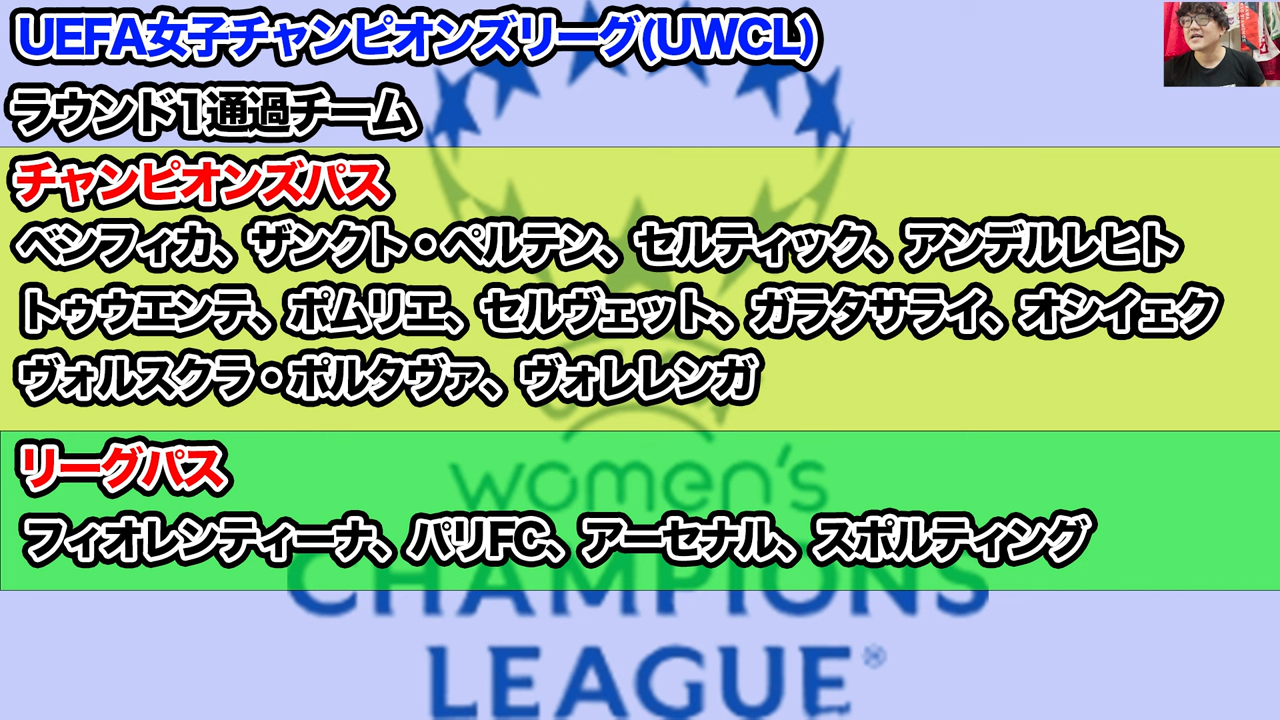 UEFA女子チャンピオンズリーグ(UWCL)
ラウンド1通過チーム
チャンピオンズパス
ベンフィカ、ザンクト・ペルテン、セルティック、アンデルレヒト
トゥウエンテ、ポムリエ、セルヴェット、ガラタサライ、オシイェク
ヴォルスクラ・ポルタヴァ、ヴォレレンガ
リーグパス
フィオレンティーナ、パリFC、アーセナル、スポルティング
women's
CHAMPIONS
LEAGUE®